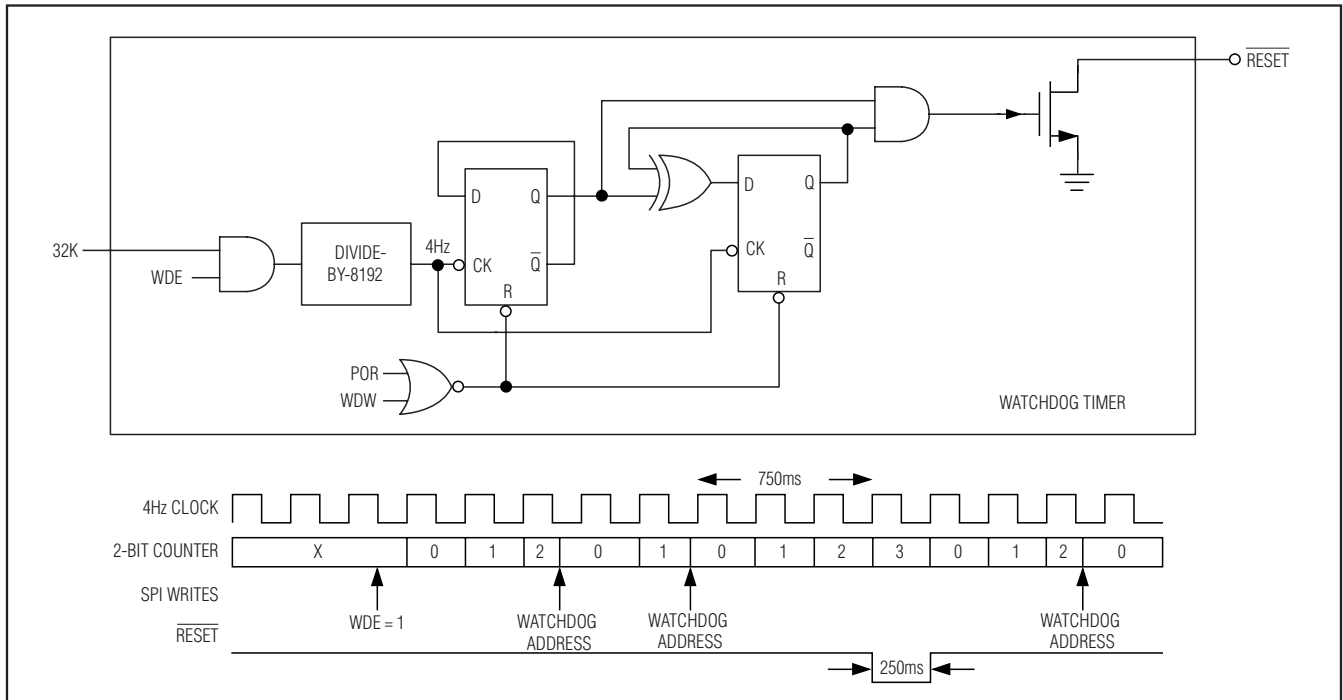 RESET
D
Q
D
Q
32K
WDE
DIVIDE-
BY-8192
4Hz
CK
Q
R
CK
Q
R
POR
WDW
WATCHDOG TIMER
750ms
4Hz CLOCK
2-BIT COUNTER
X
0
1
2
0
1
0
1
2
3
0
1
2
0
SPI WRITES
WDE = 1
WATCHDOG
ADDRESS
WATCHDOG
ADDRESS
WATCHDOG
ADDRESS
RESET
250ms